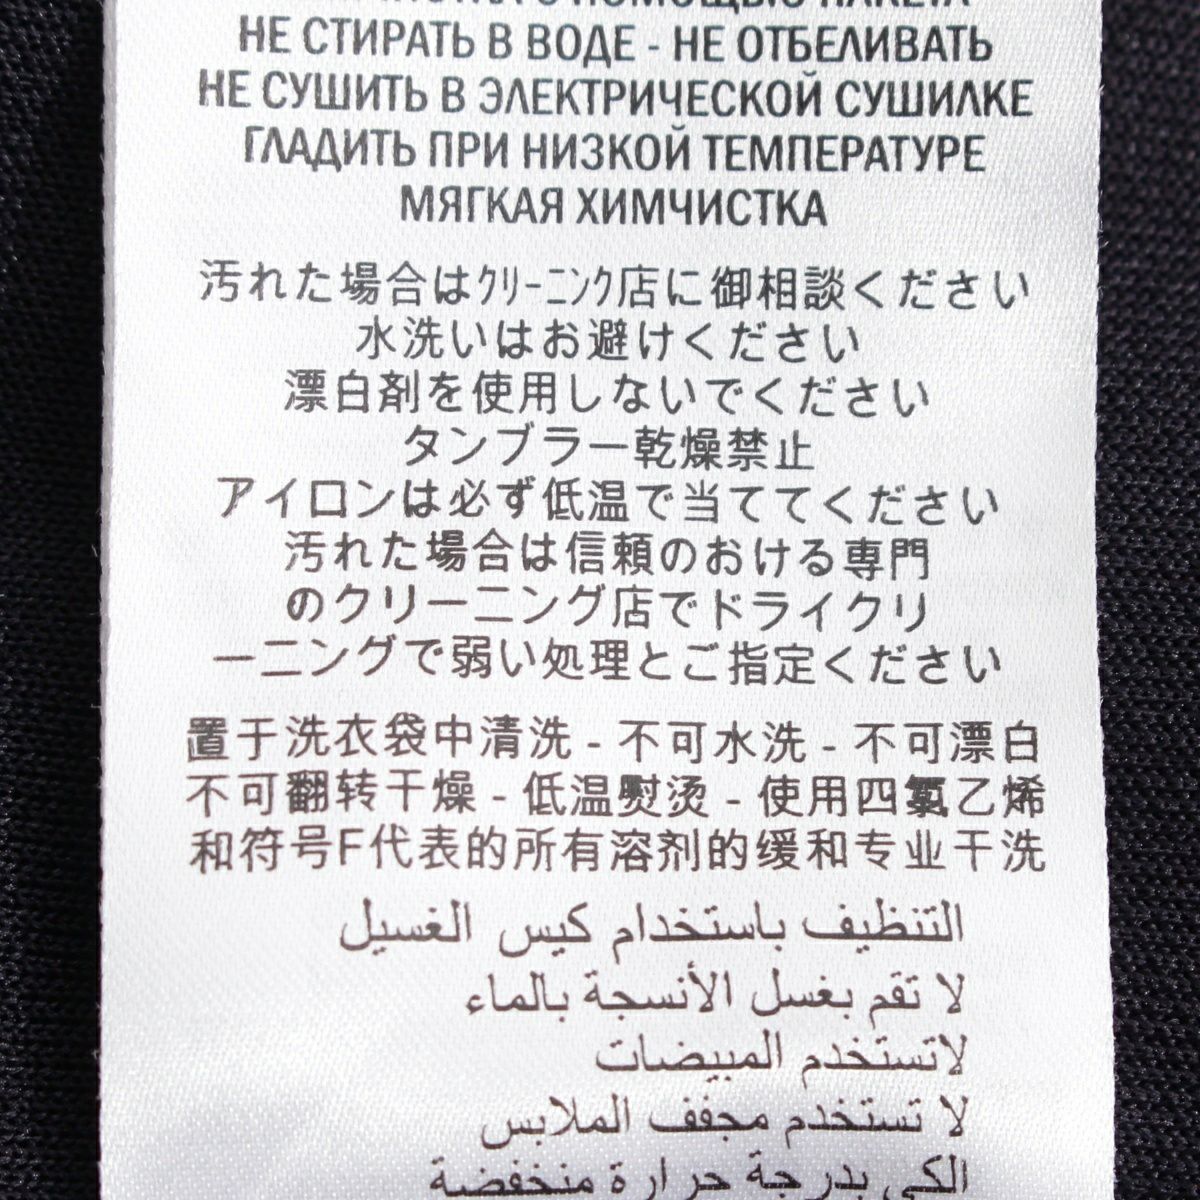 С ПОМОЩЬЮ ПАКЕТА
НЕ СТИРАТЬ В ВОДЕ - НЕ ОТБЕЛИВАТЬ
НЕ СУШИТЬ В ЭЛЕКТРИЧЕСКОЙ СУШИЛКЕ
ГЛАДИТЬ ПРИ НИЗКОЙ ТЕМПЕРАТУРЕ
МЯГКАЯ ХИМЧИСТКА
汚れた場合はｸﾘｰﾆﾝｸ店に御相談ください
水洗いはお避けください
漂白剤を使用しないでください
タンブラー乾燥禁止
アイロンは必ず低温で当ててください
汚れた場合は信頼のおける専門
のクリーニング店でドライクリ
ーニングで弱い処理とご指定ください
置于洗衣袋中清洗 - 不可水洗 - 不可漂白
不可翻转干燥 - 低温熨烫 - 使用四氯乙烯
和符号F代表的所有溶剂的缓和专业干洗
التنظيف باستخدام كيس الغسيل
لا تقم بغسل الأنسجة بالماء
لاتستخدم المبيضات
لا تستخدم مجفف الملابس
الكي بدرجة حرارة منخفضة